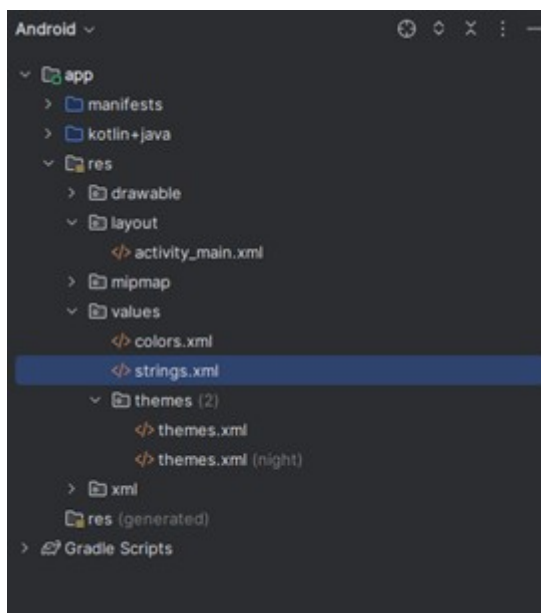 Android
app
manifests
kotlin+java
res
drawable
layout
activity_main.xml
mipmap
values
colors.xml
strings.xml
themes (2)
themes.xml
themes.xml (night)
xml
res (generated)
Gradle Scripts